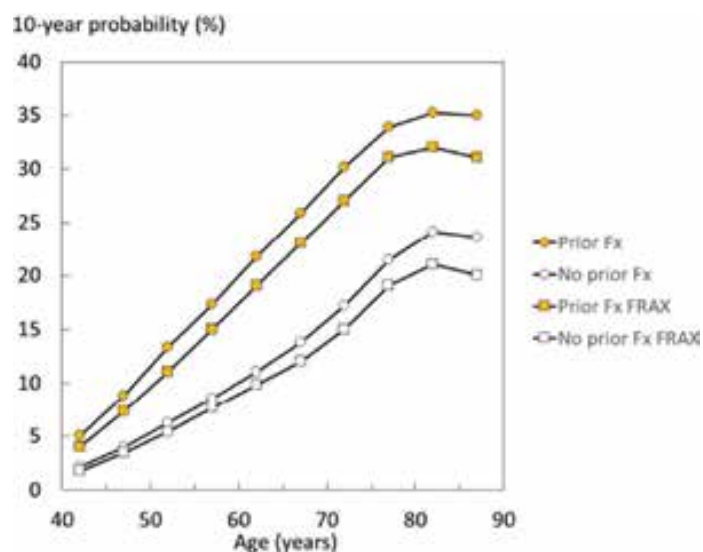 10-year probability (%)
40
35
30
25
20
15
10
5
0
40
50
60
70
80
90
Age (years)
Prior Fx
No prior Fx
Prior Fx FRAX
No prior Fx FRAX